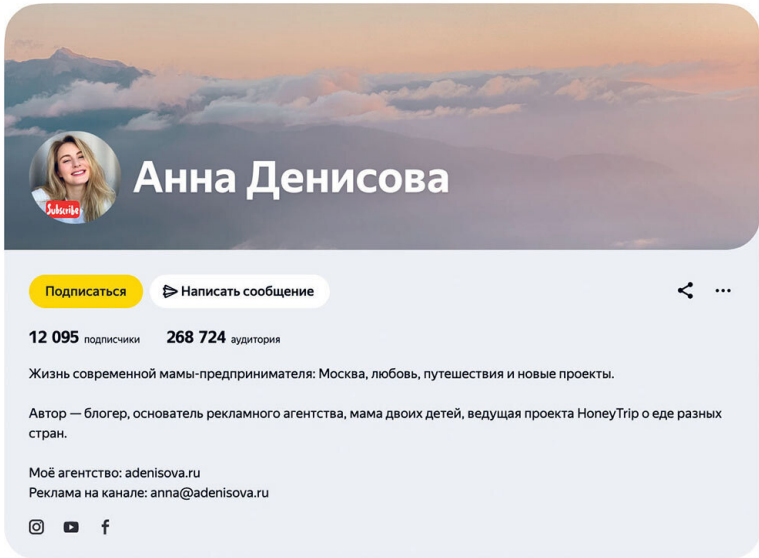 Анна Денисова
Subscribe
Подписаться
Написать сообщение
12 095 подписчики 268 724 аудитория
Жизнь современной мамы-предпринимателя: Москва, любовь, путешествия и новые проекты.
Автор — блогер, основатель рекламного агентства, мама двоих детей, ведущая проекта HoneyTrip о еде разных
стран.
Моё агентство: adenisova.ru
Реклама на канале: anna@adenisova.ru